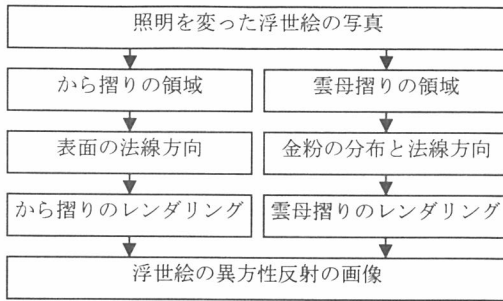 照明を変った浮世絵の写真
から摺りの領域
雲母摺りの領域
表面の法線方向
金粉の分布と法線方向
から摺りのレンダリング
雲母摺りのレンダリング
浮世絵の異方性反射の画像